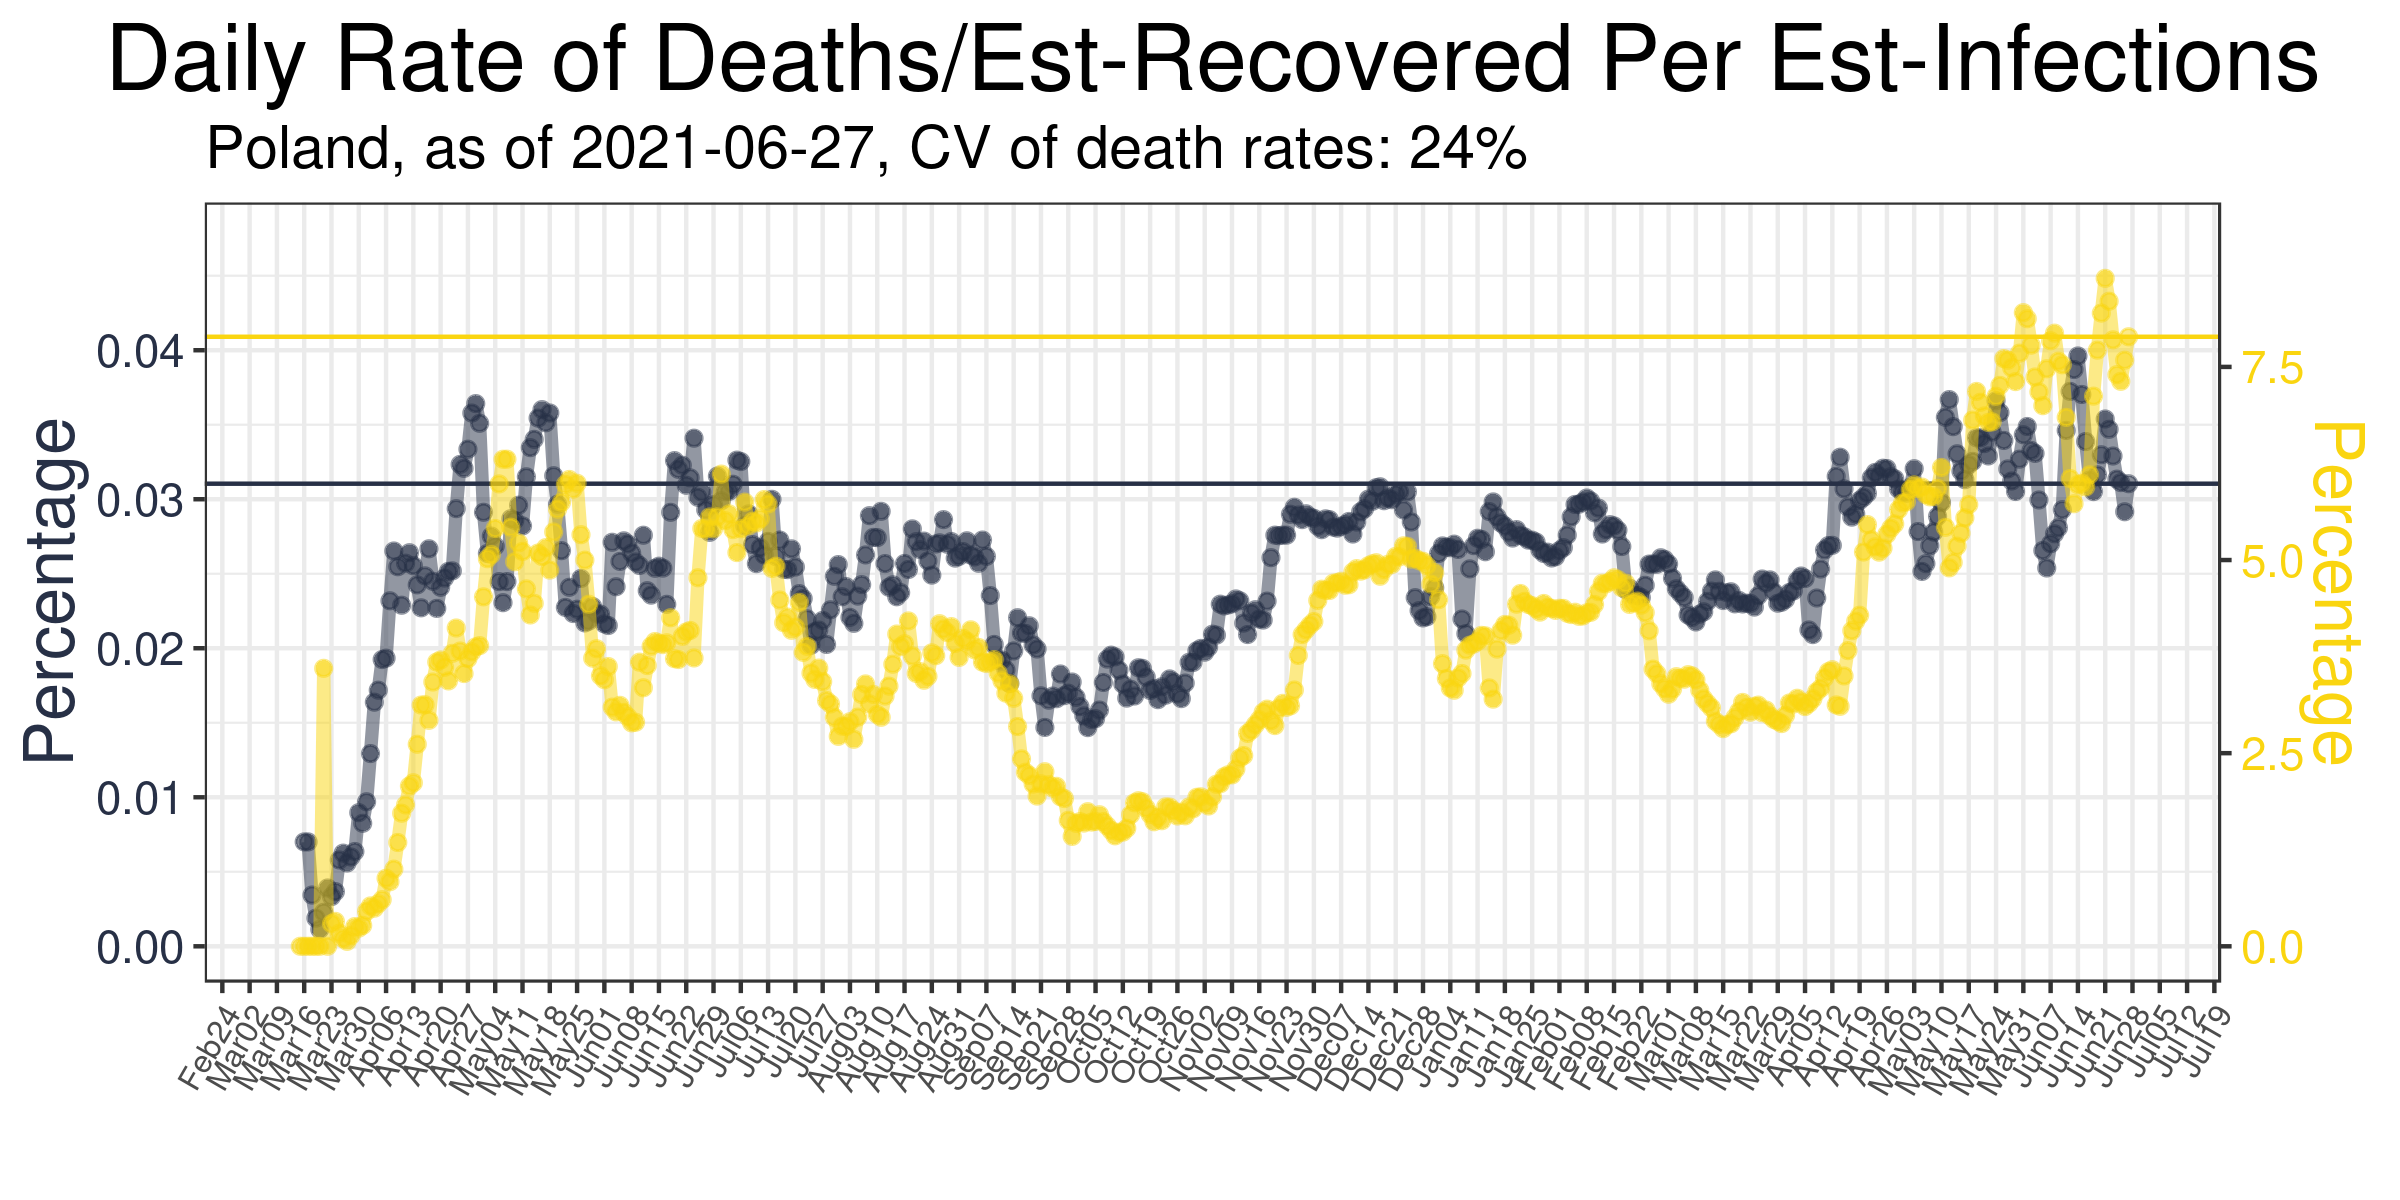 Daily Rate of Deaths/Est-Recovered Per Est-Infections
Poland, as of 2021-06-27, CV of death rates: 24%
Percentage
0.04
0.03
0.02
0.01
0.00
7.5
5.0
2.5
0.0
Percentage
Feb24
Mar02
Mar09
Mar16
Mar23
Mar30
Apr06
Apr13
Apr20
Apr27
May04
May11
May18
May25
Jun01
Jun08
Jun15
Jun22
Jun29
Jul06
Jul13
Jul20
Jul27
Aug03
Aug10
Aug17
Aug24
Aug31
Sep07
Sep14
Sep21
Sep28
Oct05
Oct12
Oct19
Oct26
Nov02
Nov09
Nov16
Nov23
Nov30
Dec07
Dec14
Dec21
Dec28
Jan04
Jan11
Jan18
Jan25
Feb01
Feb08
Feb15
Feb22
Mar01
Mar08
Mar15
Mar22
Mar29
Apr05
Apr12
Apr19
Apr26
May03
May10
May17
May24
May31
Jun07
Jun14
Jun21
Jun28
Jul05
Jul12
Jul19